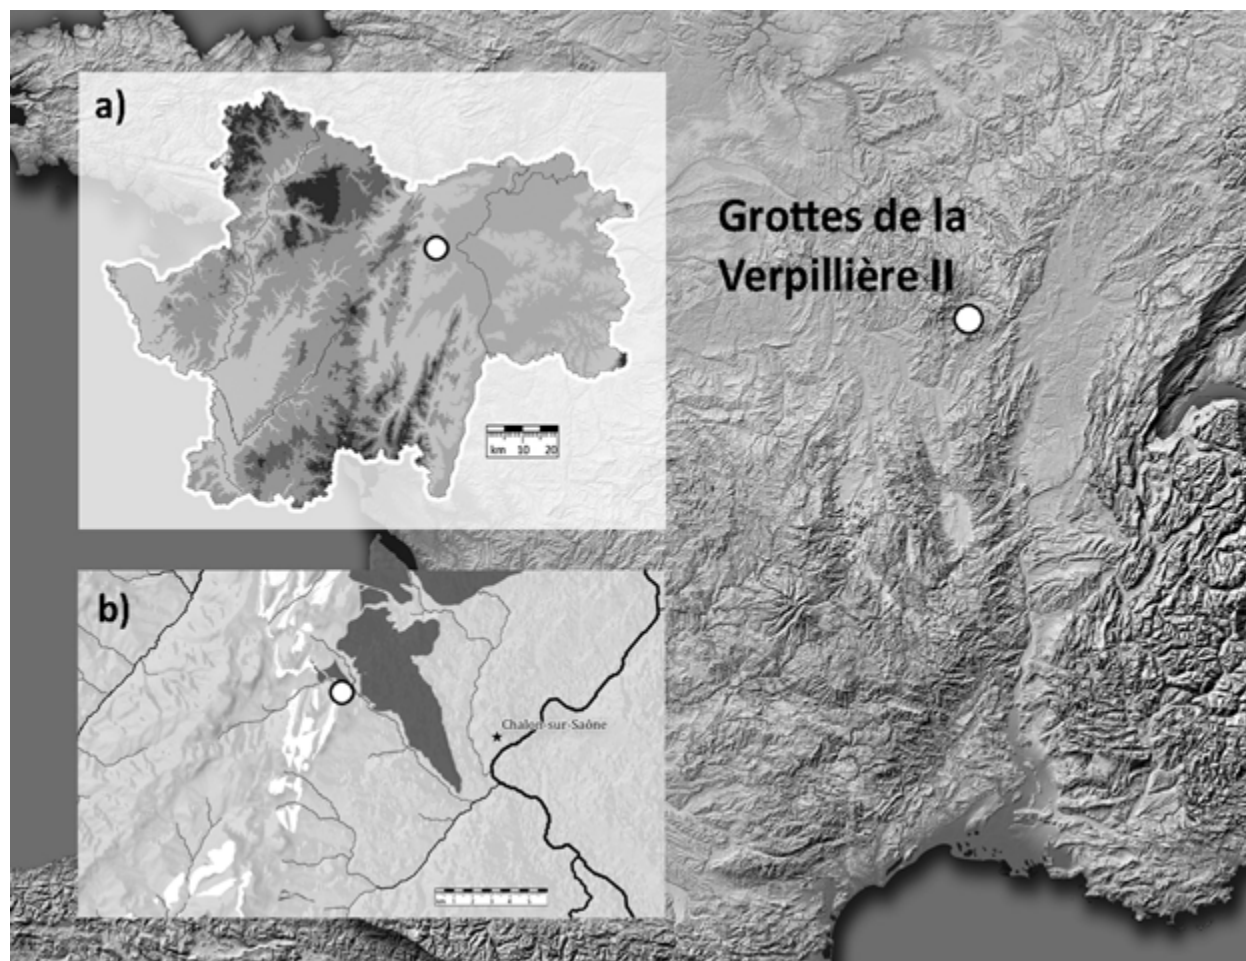 a)
Grottes de la
Verpillière II
km 10 20
b)
Chalon-sur-Saône